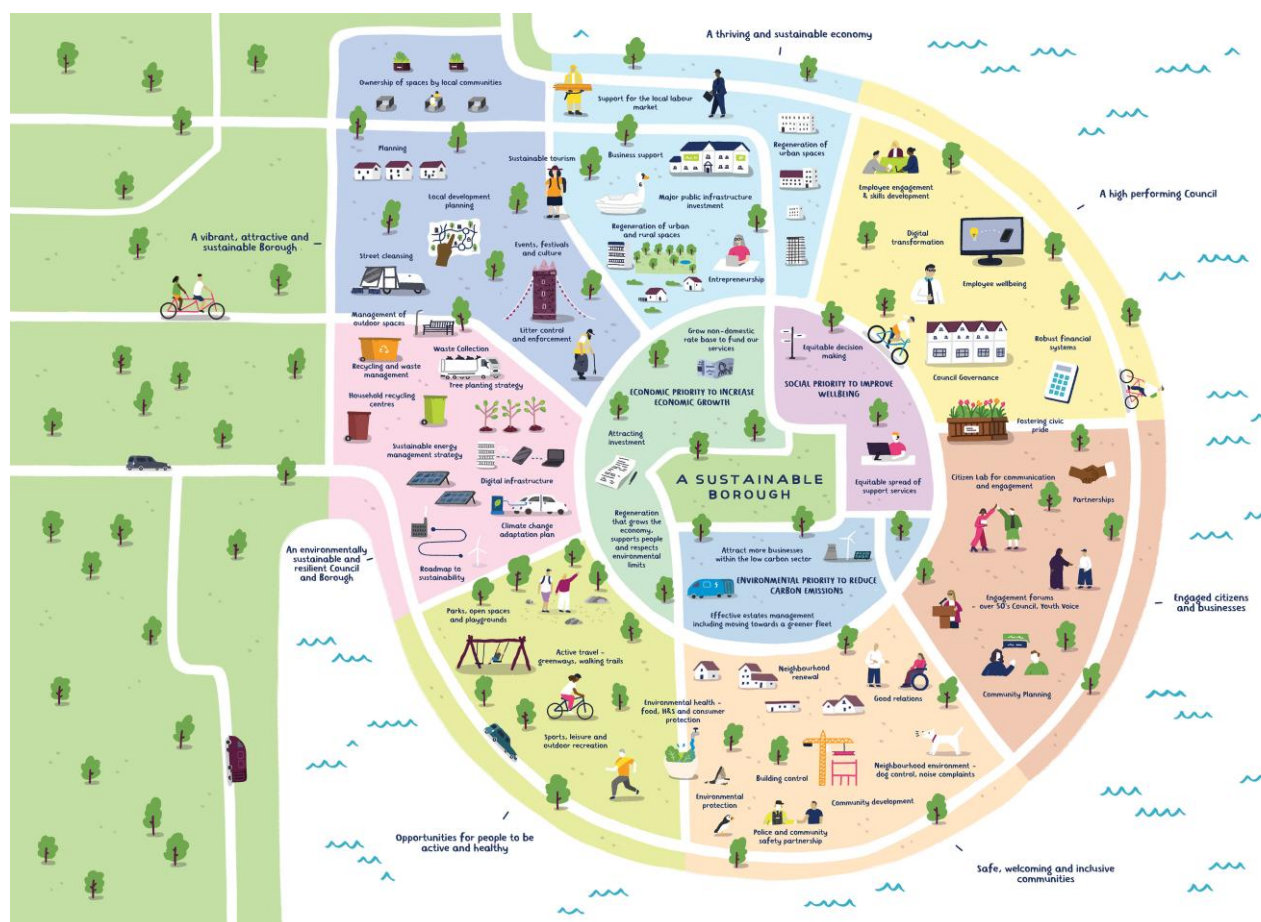 A thriving and sustainable economy
Ownership of spaces by local communities
Support for the local labour
market
Planning
Sustainable tourism
Business support
Regeneration of
urban spaces
Employee engagement
& skills development
A high performing Council
Local development
planning
Major public infrastructure
investment
A vibrant, attractive and
sustainable Borough
Street cleansing
Events, festivals
and culture
Regeneration of urban
and rural spaces
Entrepreneurship
Digital
transformation
Employee wellbeing
Management of
outdoor spaces
Litter control
and enforcement
Grow non-domestic
rate base to fund our
services
Equitable decision
making
Robust financial
systems
Waste Collection
Recycling and waste
management
Tree planting strategy
Council Governance
ECONOMIC PRIORITY TO INCREASE
ECONOMIC GROWTH
SOCIAL PRIORITY TO IMPROVE
WELLBEING
Household recycling
centres
Fostering civic
pride
Attracting
investment
Sustainable energy
management strategy
Digital infrastructure
A SUSTAINABLE
BOROUGH
Equitable spread of
support services
Citizen Lab for communication
and engagement
Partnerships
Climate change
adaptation plan
Regeneration
that grows the
economy,
supports people
and respects
environmental
limits
Attract more businesses
within the low carbon sector
An environmentally
sustainable and
resilient Council
and Borough
Roadmap to
sustainability
ENVIRONMENTAL PRIORITY TO REDUCE
CARBON EMISSIONS
Engagement forums
- over 50's Council, Youth Voice
Engaged citizens
and businesses
Parks, open spaces
and playgrounds
Effective estates management
including moving towards a greener fleet
Active travel -
greenways, walking trails
Neighbourhood
renewal
Good relations
Community Planning
Environmental health -
food, H&S and consumer
protection
Sports, leisure and
outdoor recreation
Building control
Neighbourhood environment -
dog control, noise complaints
Environmental
protection
Community development
Police and community
safety partnership
Opportunities for people to be
active and healthy
Safe, welcoming and inclusive
communities